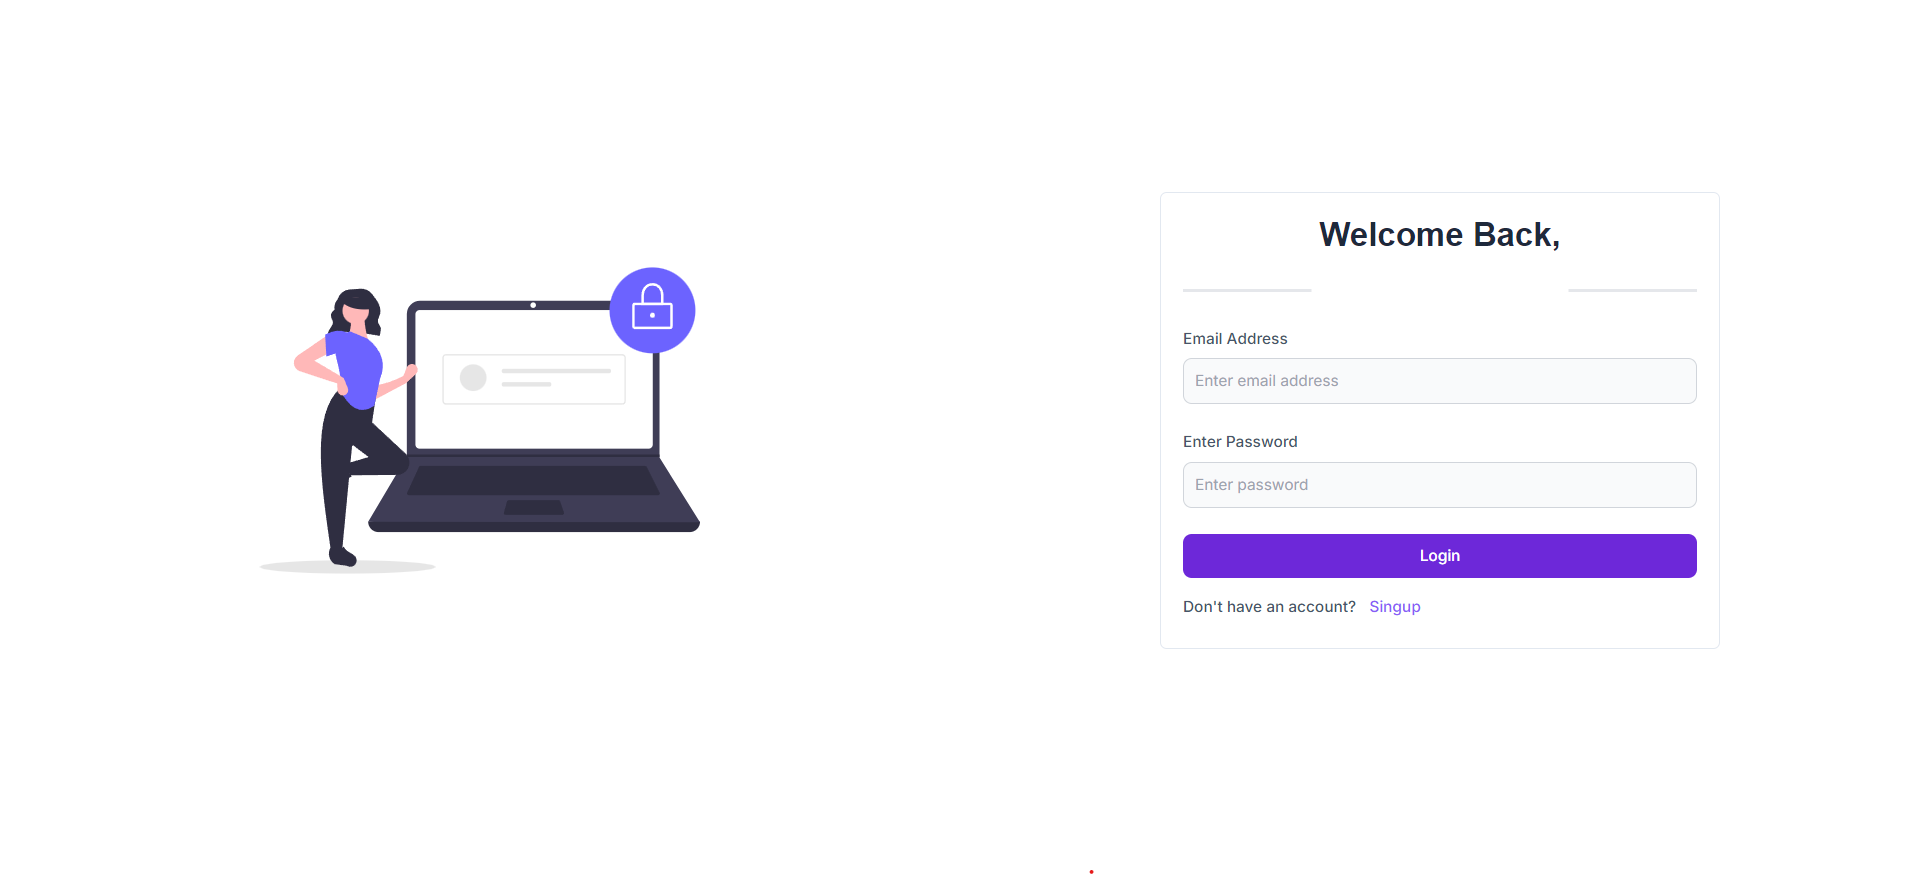 Welcome Back,
Email Address
Enter email address
Enter Password
Enter password
Login
Don't have an account? Singup